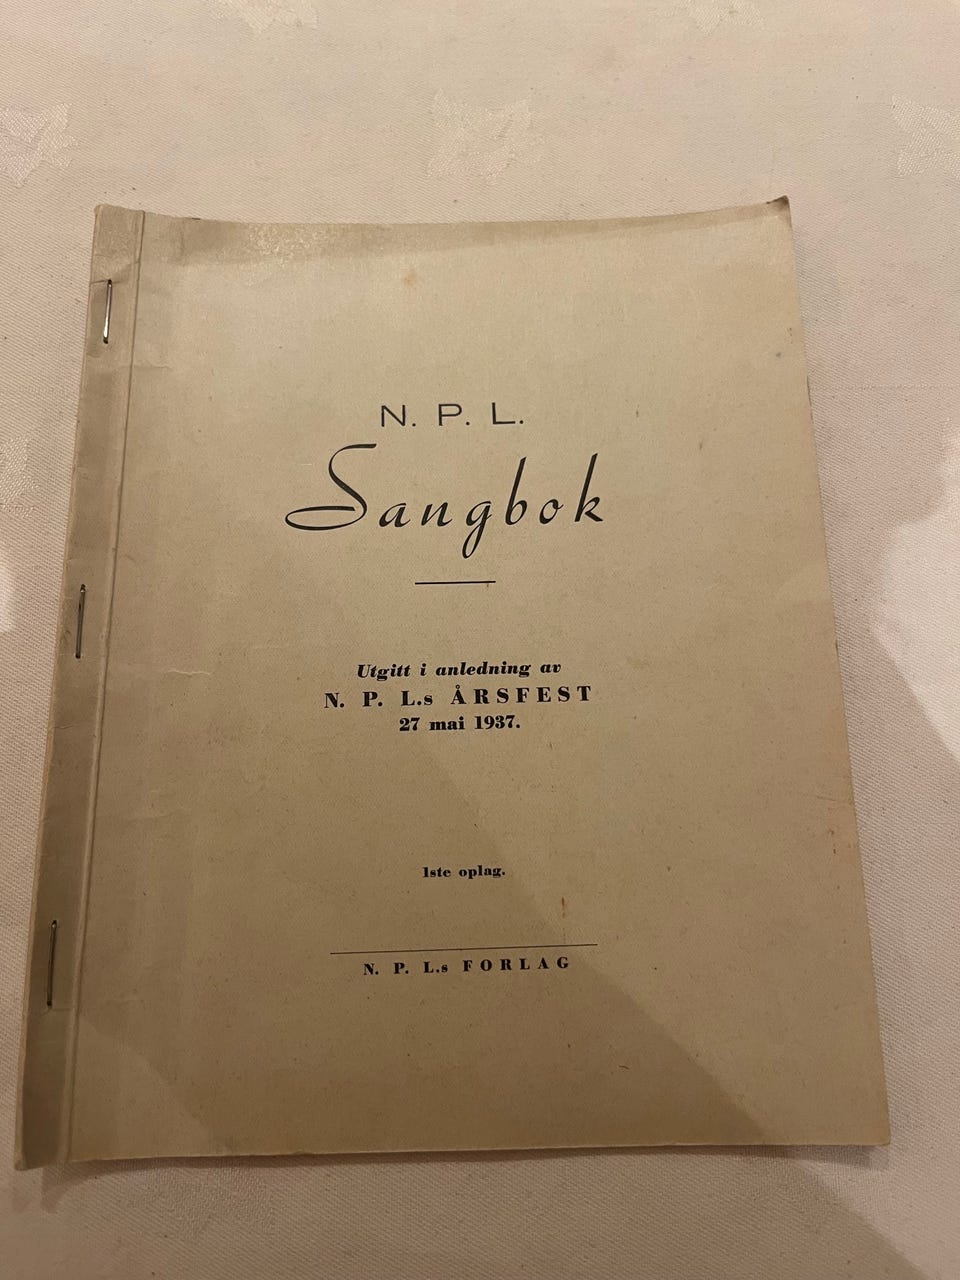 N. P. L.
Sangbok
Utgitt i anledning av
N. P. L.s ÅRSFEST
27 mai 1937.
1ste oplag.
N. P. L.s FORLAG